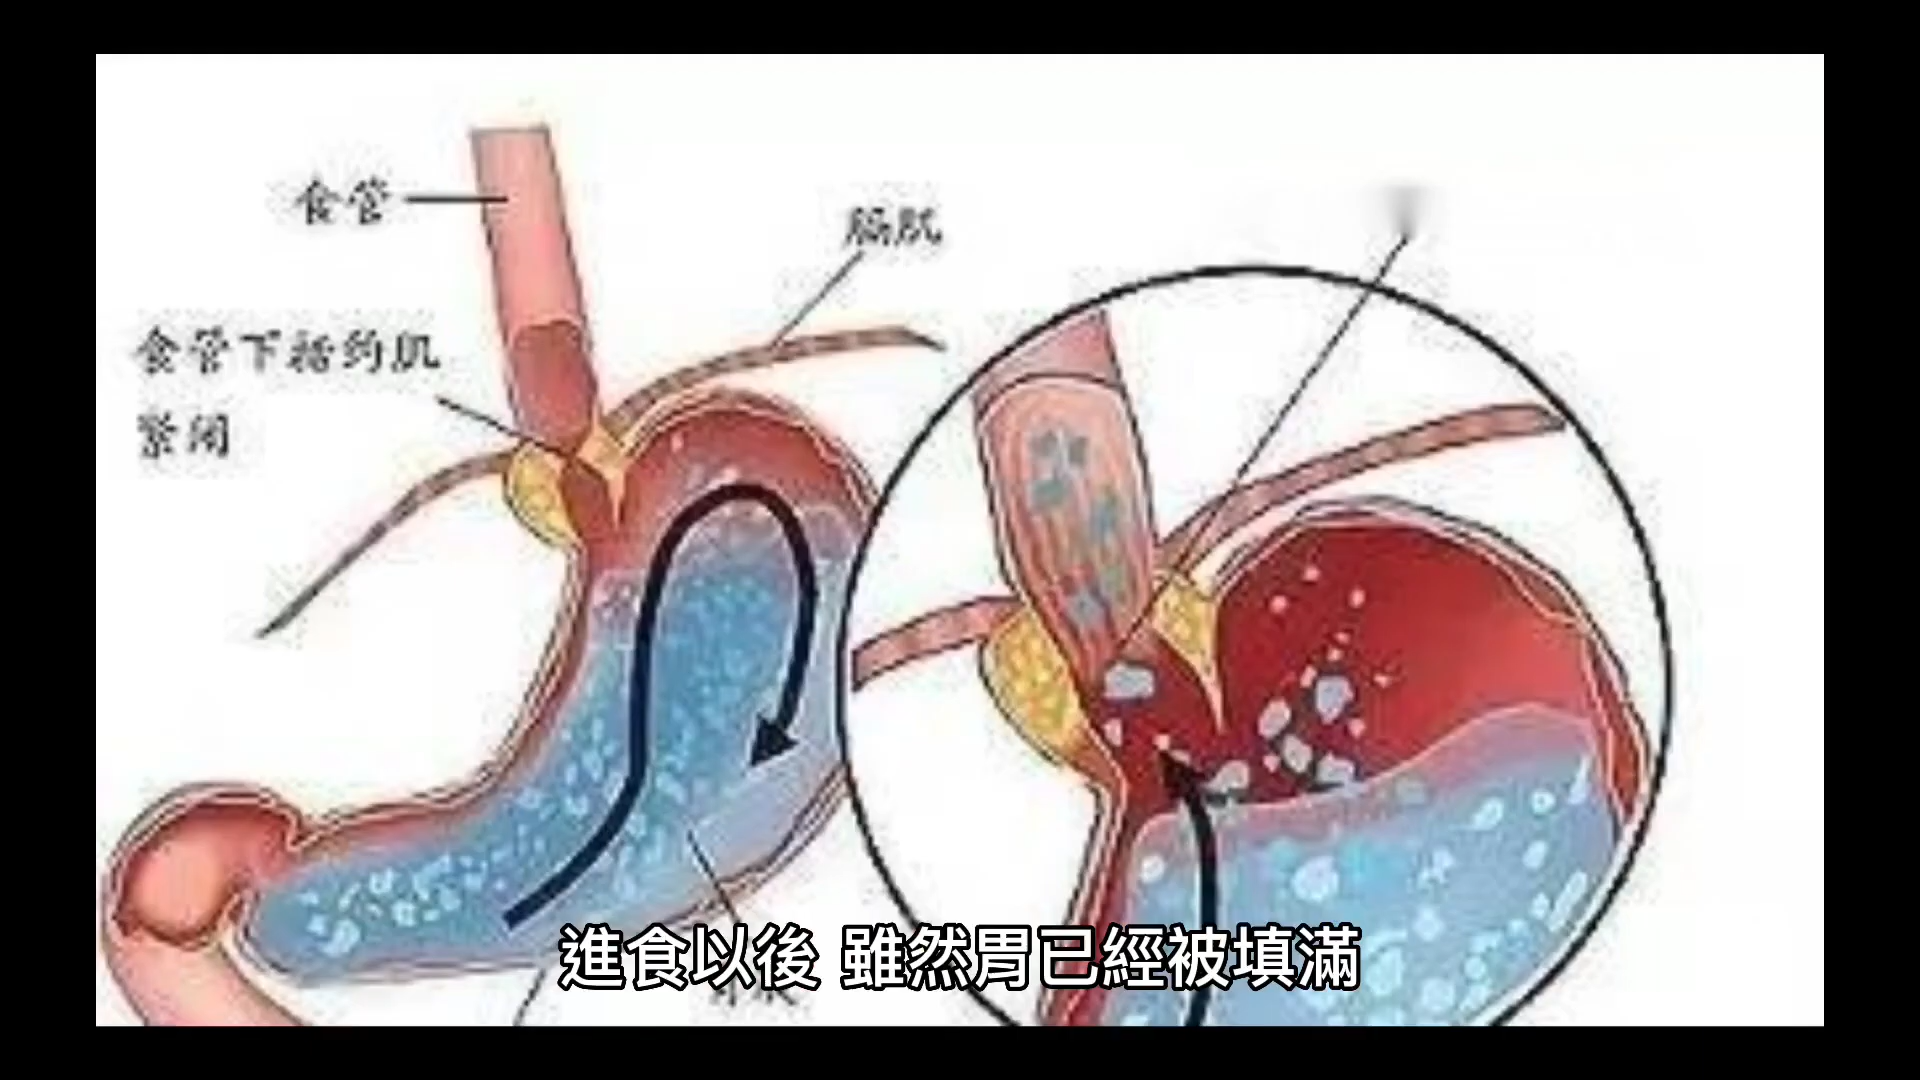 食管
膈肌
食管下括约肌
紧闭
進食以後 雖然胃已經被填滿